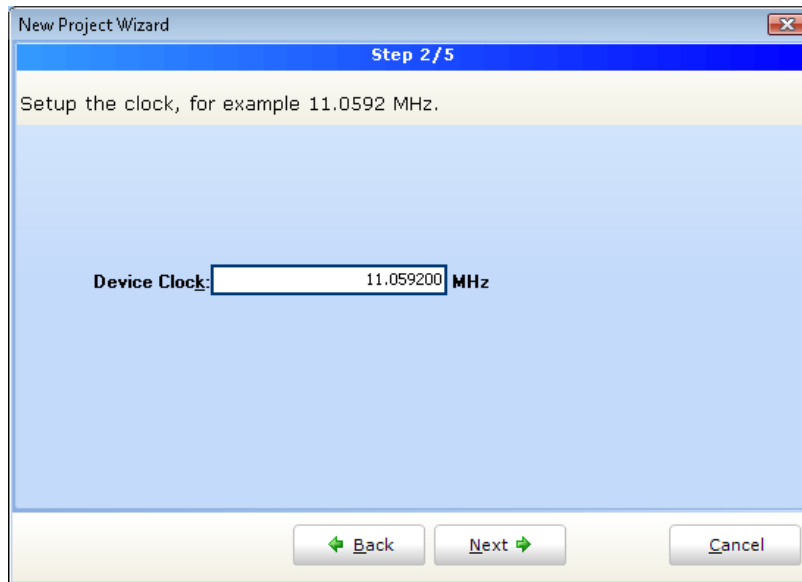 New Project Wizard
Step 2/5
Setup the clock, for example 11.0592 MHz.
Device Clock: 11.059200 MHz
Back Next Cancel